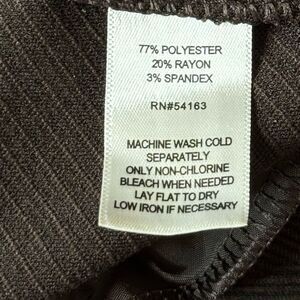 77% POLYESTER
20% RAYON
3% SPANDEX
RN#54163
MACHINE WASH COLD
SEPARATELY
ONLY NON-CHLORINE
BLEACH WHEN NEEDED
LAY FLAT TO DRY
LOW IRON IF NECESSARY